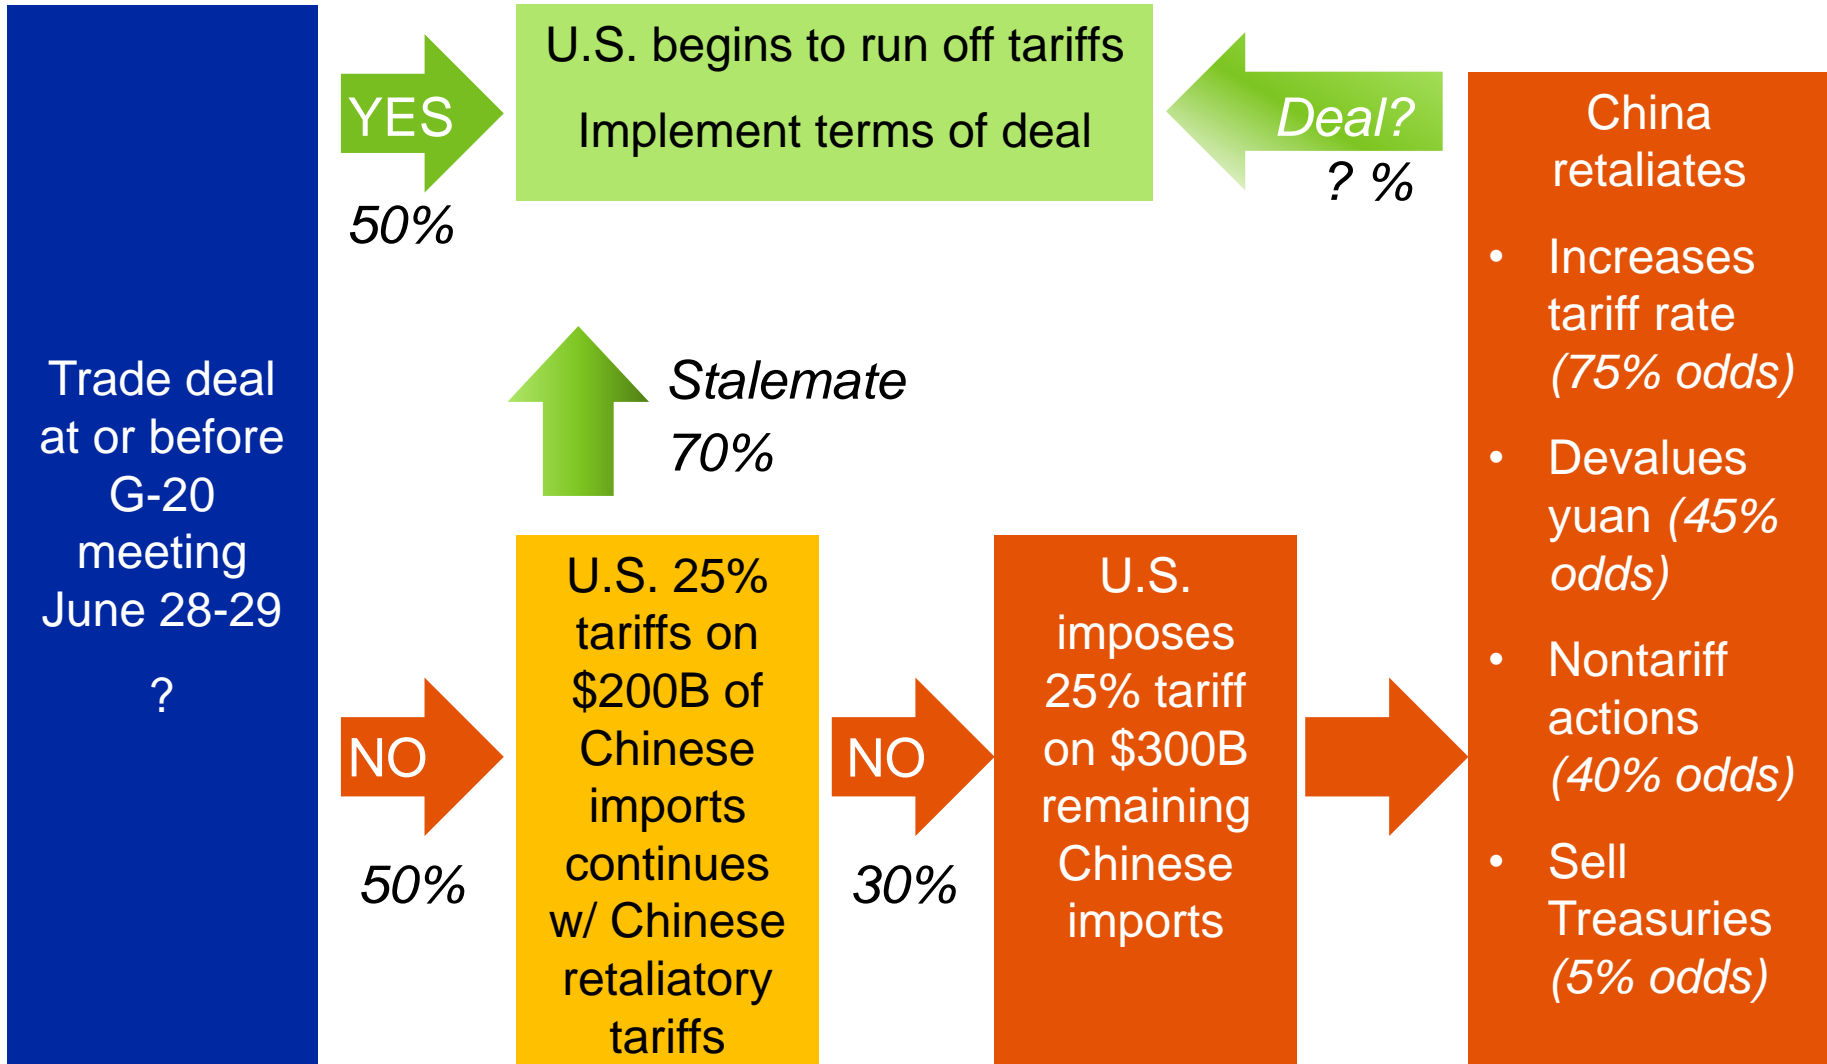 Trade deal
at or before
G-20
meeting
June 28-29
?
YES
50%
U.S. begins to run off tariffs
Implement terms of deal
Deal?
? %
Stalemate
70%
NO
50%
U.S. 25%
tariffs on
$200B of
Chinese
imports
continues
w/ Chinese
retaliatory
tariffs
NO
30%
U.S.
imposes
25% tariff
on $300B
remaining
Chinese
imports
China
retaliates
• Increases
tariff rate
(75% odds)
• Devalues
yuan (45%
odds)
• Nontariff
actions
(40% odds)
• Sell
Treasuries
(5% odds)